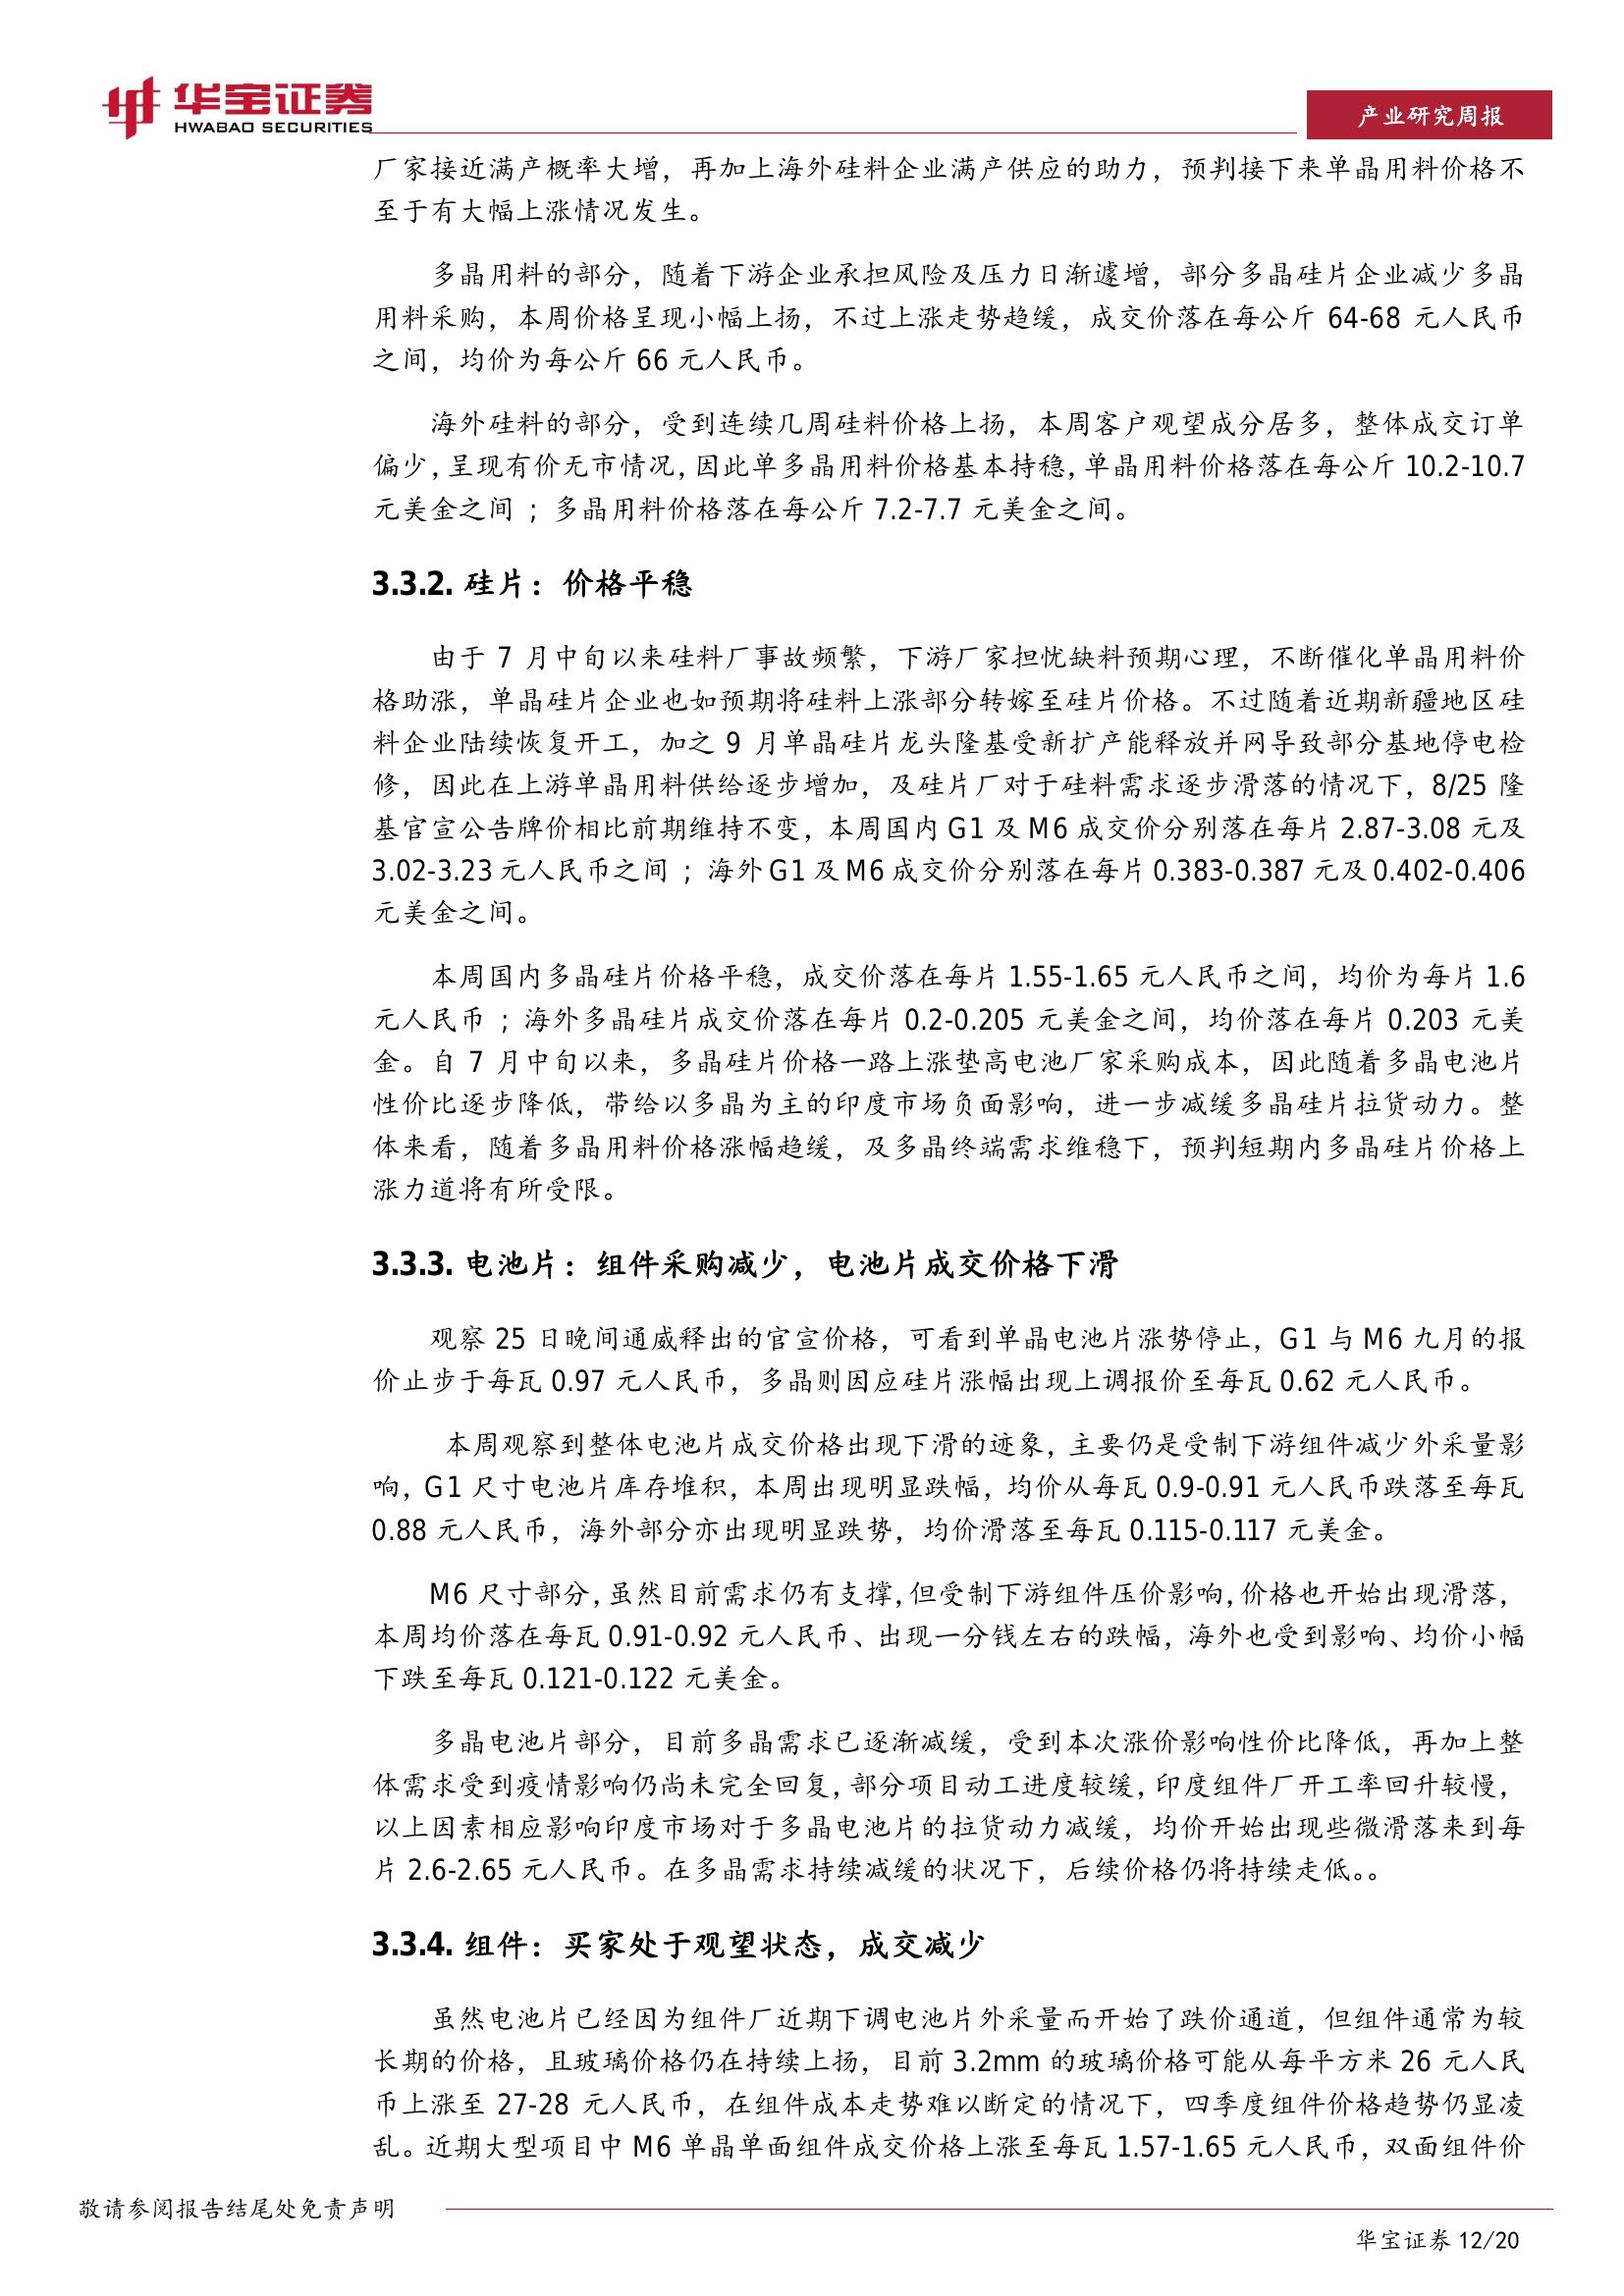 华宝证券
HWABAO SECURITIES
产业研究周报
厂家接近满产概率大增，再加上海外硅料企业满产供应的助力，预判接下来单晶用料价格不
至于有大幅上涨情况发生。
多晶用料的部分，随着下游企业承担风险及压力日渐遽增，部分多晶硅片企业减少多晶
用料采购，本周价格呈现小幅上扬，不过上涨走势趋缓，成交价落在每公斤 64-68 元人民币
之间，均价为每公斤 66 元人民币。
海外硅料的部分，受到连续几周硅料价格上扬，本周客户观望成分居多，整体成交订单
偏少，呈现有价无市情况，因此单多晶用料价格基本持稳，单晶用料价格落在每公斤 10.2-10.7
元美金之间 ；多晶用料价格落在每公斤 7.2-7.7 元美金之间。
3.3.2. 硅片：价格平稳
由于 7 月中旬以来硅料厂事故频繁，下游厂家担忧缺料预期心理，不断催化单晶用料价
格助涨，单晶硅片企业也如预期将硅料上涨部分转嫁至硅片价格。不过随着近期新疆地区硅
料企业陆续恢复开工，加之 9 月单晶硅片龙头隆基受新扩产能释放并网导致部分基地停电检
修，因此在上游单晶用料供给逐步增加，及硅片厂对于硅料需求逐步滑落的情况下，8/25 隆
基官宣公告牌价相比前期维持不变，本周国内 G1 及 M6 成交价分别落在每片 2.87-3.08 元及
3.02-3.23 元人民币之间 ；海外 G1 及 M6 成交价分别落在每片 0.383-0.387 元及 0.402-0.406
元美金之间。
本周国内多晶硅片价格平稳，成交价落在每片 1.55-1.65 元人民币之间，均价为每片 1.6
元人民币 ；海外多晶硅片成交价落在每片 0.2-0.205 元美金之间，均价落在每片 0.203 元美
金。自 7 月中旬以来，多晶硅片价格一路上涨垫高电池厂家采购成本，因此随着多晶电池片
性价比逐步降低，带给以多晶为主的印度市场负面影响，进一步减缓多晶硅片拉货动力。整
体来看，随着多晶用料价格涨幅趋缓，及多晶终端需求维稳下，预判短期内多晶硅片价格上
涨力道将有所受限。
3.3.3. 电池片：组件采购减少，电池片成交价格下滑
观察 25 日晚间通威释出的官宣价格，可看到单晶电池片涨势停止，G1 与 M6 九月的报
价止步于每瓦 0.97 元人民币，多晶则因应硅片涨幅出现上调报价至每瓦 0.62 元人民币。
本周观察到整体电池片成交价格出现下滑的迹象，主要仍是受制下游组件减少外采量影
响，G1 尺寸电池片库存堆积，本周出现明显跌幅，均价从每瓦 0.9-0.91 元人民币跌落至每瓦
0.88 元人民币，海外部分亦出现明显跌势，均价滑落至每瓦 0.115-0.117 元美金。
M6 尺寸部分，虽然目前需求仍有支撑，但受制下游组件压价影响，价格也开始出现滑落，
本周均价落在每瓦 0.91-0.92 元人民币、出现一分钱左右的跌幅，海外也受到影响、均价小幅
下跌至每瓦 0.121-0.122 元美金。
多晶电池片部分，目前多晶需求已逐渐减缓，受到本次涨价影响性价比降低，再加上整
体需求受到疫情影响仍尚未完全回复，部分项目动工进度较缓，印度组件厂开工率回升较慢，
以上因素相应影响印度市场对于多晶电池片的拉货动力减缓，均价开始出现些微滑落来到每
片 2.6-2.65 元人民币。在多晶需求持续减缓的状况下，后续价格仍将持续走低。。
3.3.4. 组件：买家处于观望状态，成交减少
虽然电池片已经因为组件厂近期下调电池片外采量而开始了跌价通道，但组件通常为较
长期的价格，且玻璃价格仍在持续上扬，目前 3.2mm 的玻璃价格可能从每平方米 26 元人民
币上涨至 27-28 元人民币，在组件成本走势难以断定的情况下，四季度组件价格趋势仍显凌
乱。近期大型项目中 M6 单晶单面组件成交价格上涨至每瓦 1.57-1.65 元人民币，双面组件价
敬请参阅报告结尾处免责声明
华宝证券 12/20